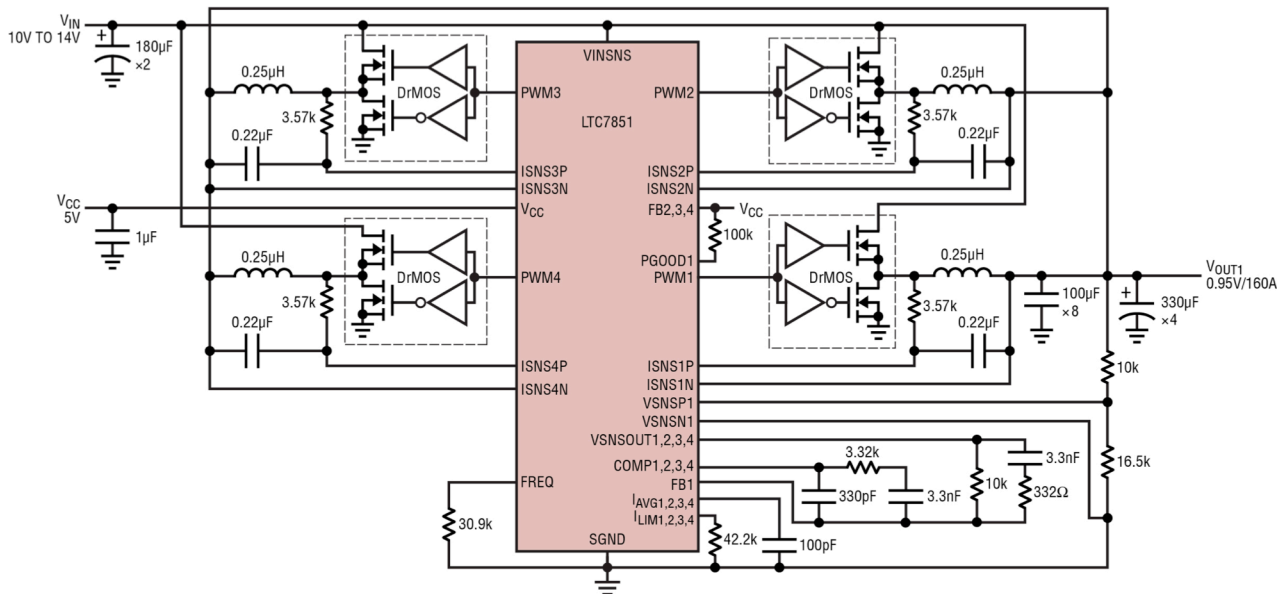 VIN
10V TO 14V
+
180µF
×2
0.25µH
3.57k
0.22µF
DrMOS
VCC
5V
1µF
0.25µH
3.57k
0.22µF
DrMOS
30.9k
VINSNS
PWM3
PWM2
LTC7851
ISNS3P
ISNS2P
ISNS3N
ISNS2N
VCC
FB2,3,4
PGOOD1
PWM4
PWM1
ISNS4P
ISNS1P
ISNS4N
ISNS1N
VSNSP1
VSNSN1
VSNSOUT1,2,3,4
COMP1,2,3,4
FREQ
FB1
IAVG1,2,3,4
ILIM1,2,3,4
SGND
DrMOS
0.25µH
3.57k
0.22µF
VCC
100k
DrMOS
0.25µH
3.57k
0.22µF
100µF
×8
+
330µF
×4
VOUT1
0.95V/160A
10k
16.5k
3.32k
330pF
3.3nF
10k
3.3nF
332Ω
42.2k
100pF